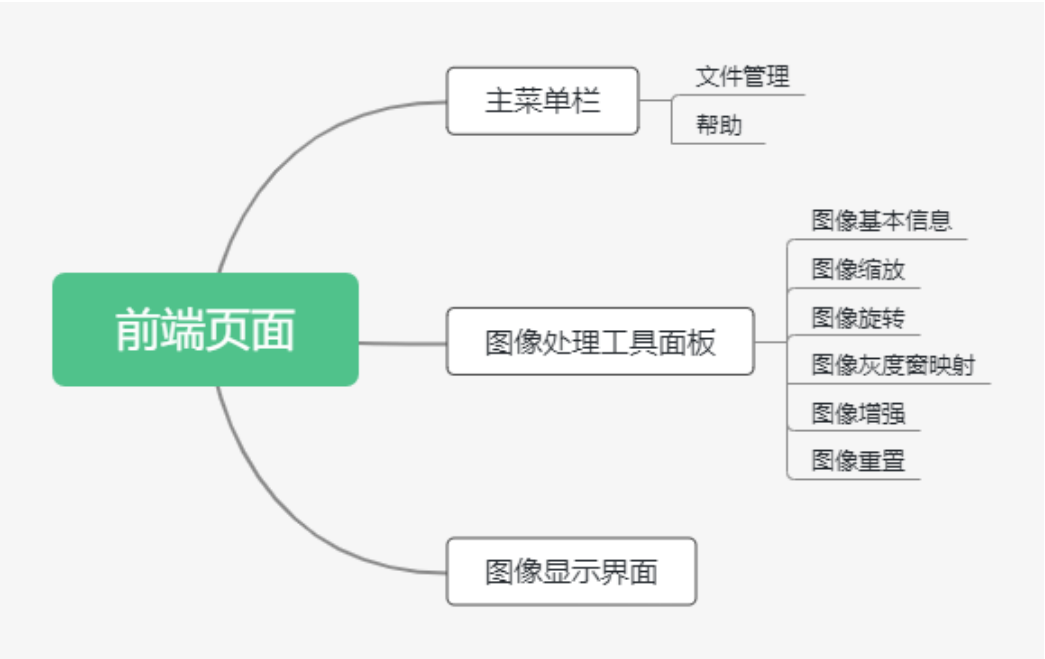 前端页面
主菜单栏
文件管理
帮助
图像处理工具面板
图像基本信息
图像缩放
图像旋转
图像灰度窗映射
图像增强
图像重置
图像显示界面